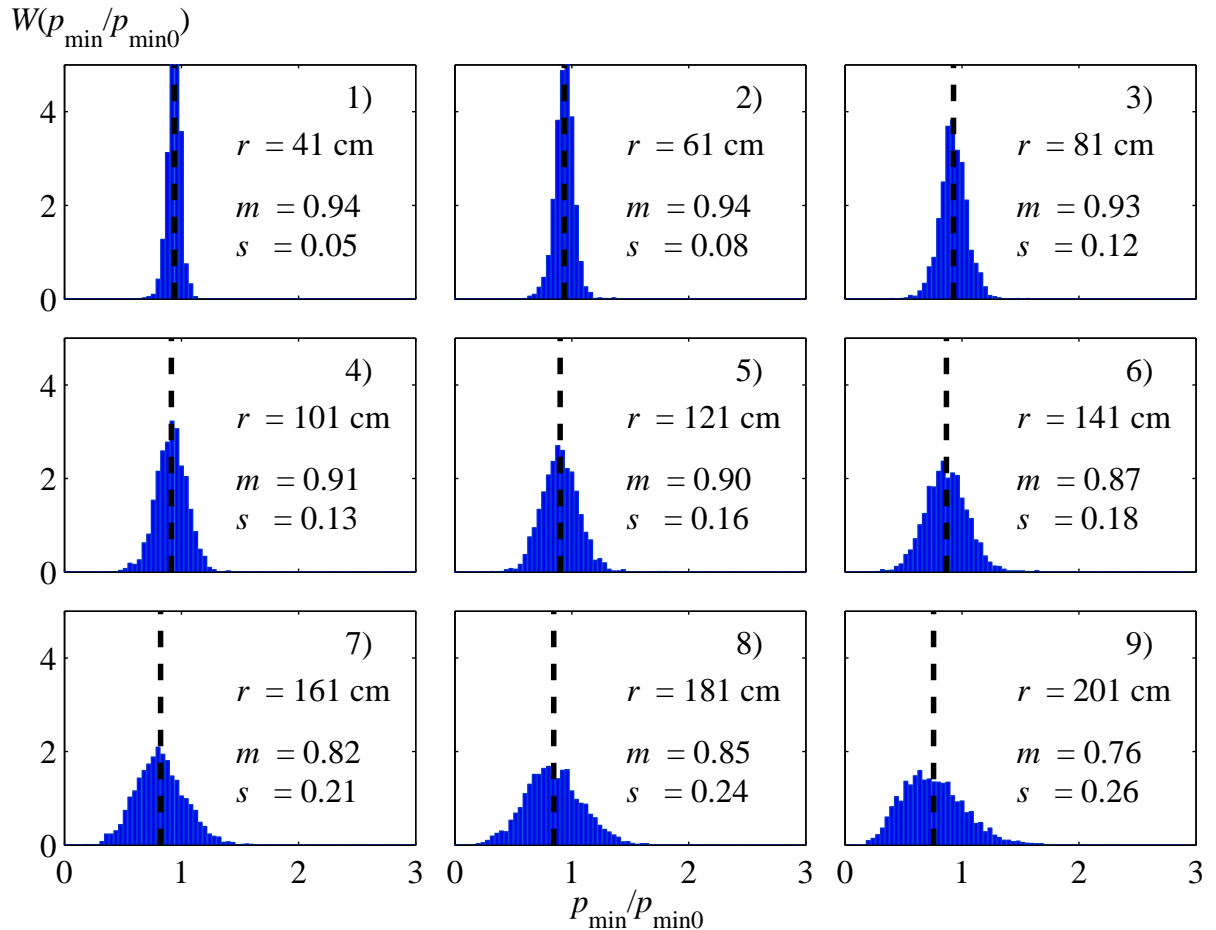 W(p_min/p_min0)
1)
r = 41 cm
m = 0.94
s = 0.05
2)
r = 61 cm
m = 0.94
s = 0.08
3)
r = 81 cm
m = 0.93
s = 0.12
4
2
0
4)
r = 101 cm
m = 0.91
s = 0.13
5)
r = 121 cm
m = 0.90
s = 0.16
6)
r = 141 cm
m = 0.87
s = 0.18
4
2
0
7)
r = 161 cm
m = 0.82
s = 0.21
8)
r = 181 cm
m = 0.85
s = 0.24
9)
r = 201 cm
m = 0.76
s = 0.26
4
2
0
0 1 2 3 0 1 2 3 0 1 2 3
p_min/p_min0